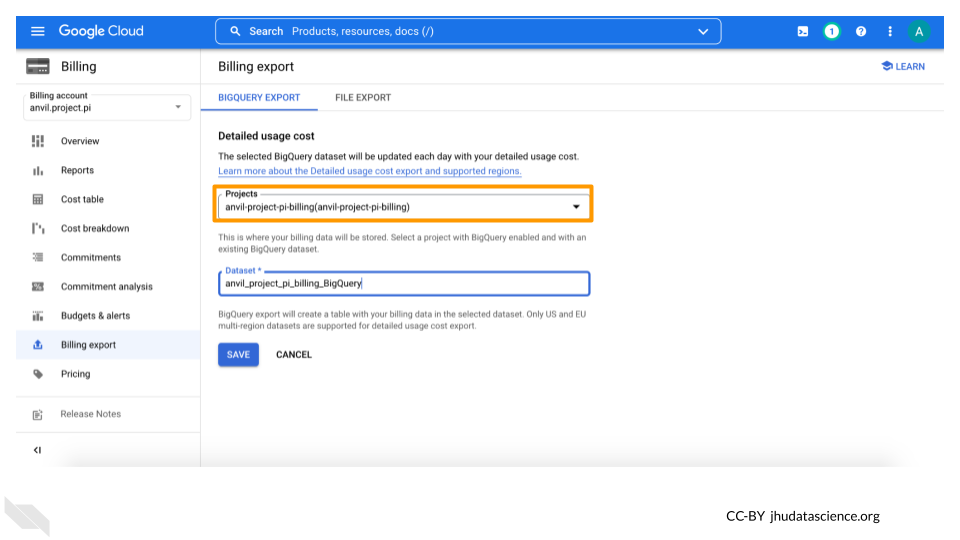 Google Cloud
Search Products, resources, docs (/)
1
A
Billing
Billing export
LEARN
Billing account
anvil.project.pi
BIGQUERY EXPORT
FILE EXPORT
Overview
Reports
Cost table
Cost breakdown
Commitments
Commitment analysis
Budgets & alerts
Billing export
Pricing
Release Notes
Detailed usage cost
The selected BigQuery dataset will be updated each day with your detailed usage cost.
Learn more about the Detailed usage cost export and supported regions.
Projects
anvil-project-pi-billing(anvil-project-pi-billing)
This is where your billing data will be stored. Select a project with BigQuery enabled and with an
existing BigQuery dataset.
Dataset *
anvil_project_pi_billing_BigQuery
BigQuery export will create a table with your billing data in the selected dataset. Only US and EU
multi-region datasets are supported for detailed usage cost export.
SAVE
CANCEL
CC-BY jhudatascience.org